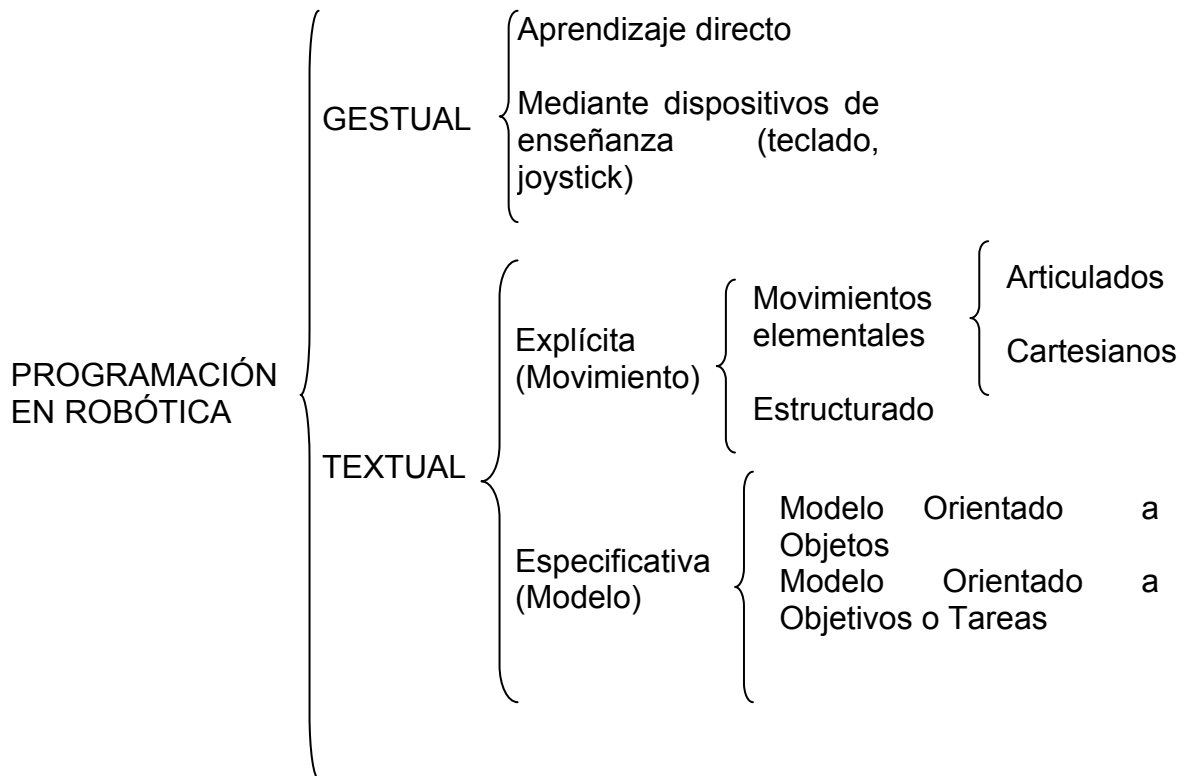 PROGRAMACIÓN
EN ROBÓTICA
GESTUAL
Aprendizaje directo
Mediante dispositivos de
enseñanza (teclado,
joystick)
TEXTUAL
Explícita
(Movimiento)
Movimientos
elementales
Articulados
Cartesianos
Estructurado
Especificativa
(Modelo)
Modelo Orientado a
Objetos
Modelo Orientado a
Objetivos o Tareas